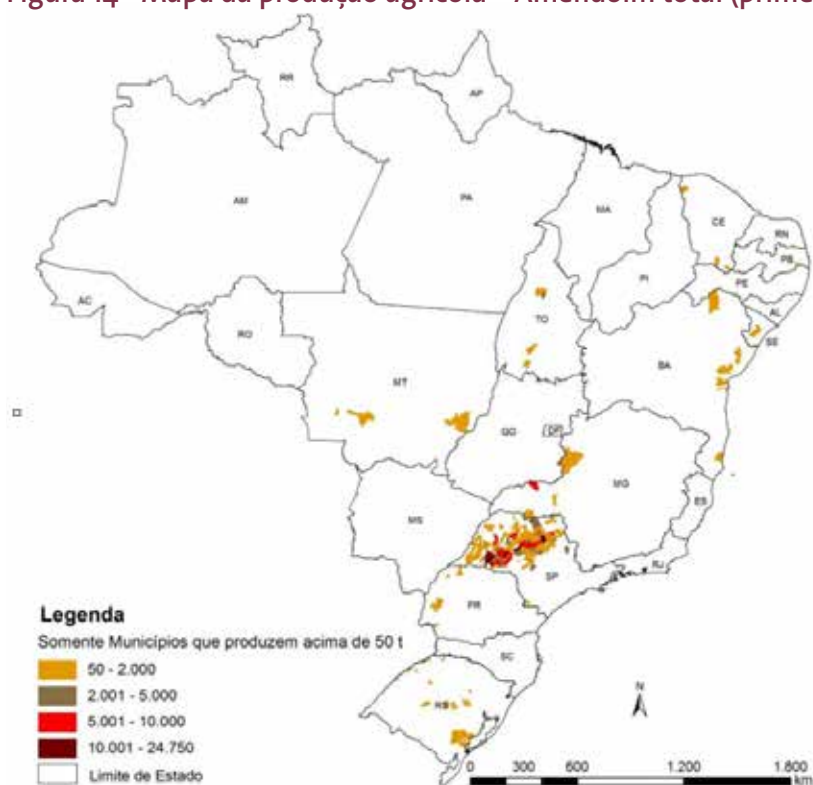 Figura 14 - Mapa da produção agrícola - Amendoim total (prime
RR
AP
AM
PA
MA
CE
RN
PB
PI
PE
AL
SE
AC
TO
RO
BA
MT
GO
DF
MG
ES
MS
SP
RJ
PR
SC
RS
Legenda
Somente Municípios que produzem acima de 50 t
50 - 2.000
2.001 - 5.000
5.001 - 10.000
10.001 - 24.750
Limite de Estado
N
0 300 600 1.200 1.800
km